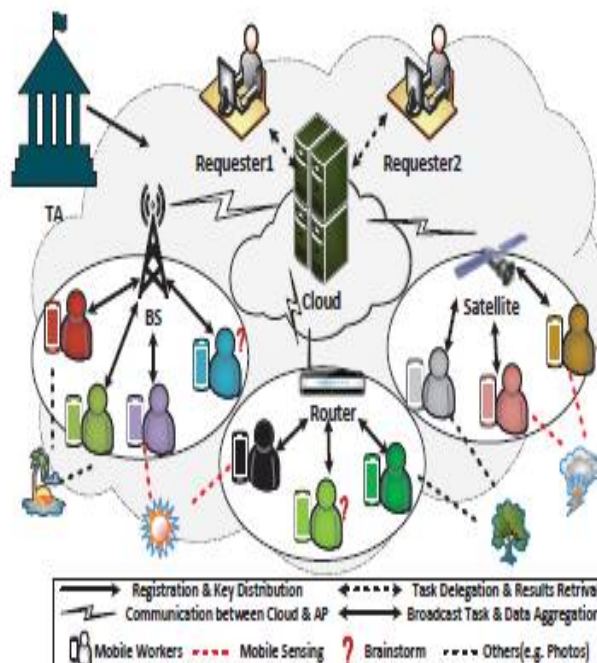 Requester1
Requester2
TA
BS
Cloud
Satellite
Router
?
?
Registration & Key Distribution
Task Delegation & Results Retrival
Communication between Cloud & AP
Broadcast Task & Data Aggregation
Mobile Workers
Mobile Sensing
? Brainstorm
Others(e.g. Photos)